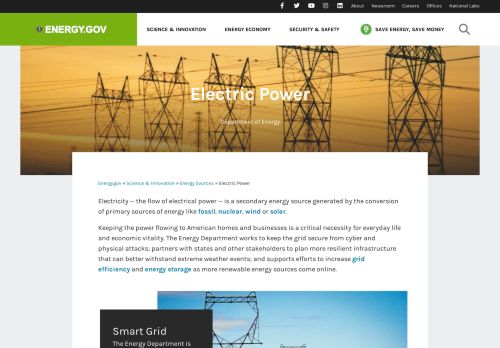 About Newsroom Careers Offices National Labs
ENERGY.GOV SCIENCE & INNOVATION ENERGY ECONOMY SECURITY & SAFETY SAVE ENERGY, SAVE MONEY
Electric Power
Department of Energy
Energy.gov » Science & Innovation » Energy Sources » Electric Power
Electricity -- the flow of electrical power -- is a secondary energy source generated by the conversion
of primary sources of energy like fossil, nuclear, wind or solar.
Keeping the power flowing to American homes and businesses is a critical necessity for everyday life
and economic vitality. The Energy Department works to keep the grid secure from cyber and
physical attacks; partners with states and other stakeholders to plan more resilient infrastructure
that can better withstand extreme weather events; and supports efforts to increase grid
efficiency and energy storage as more renewable energy sources come online.
Smart Grid
The Energy Department is